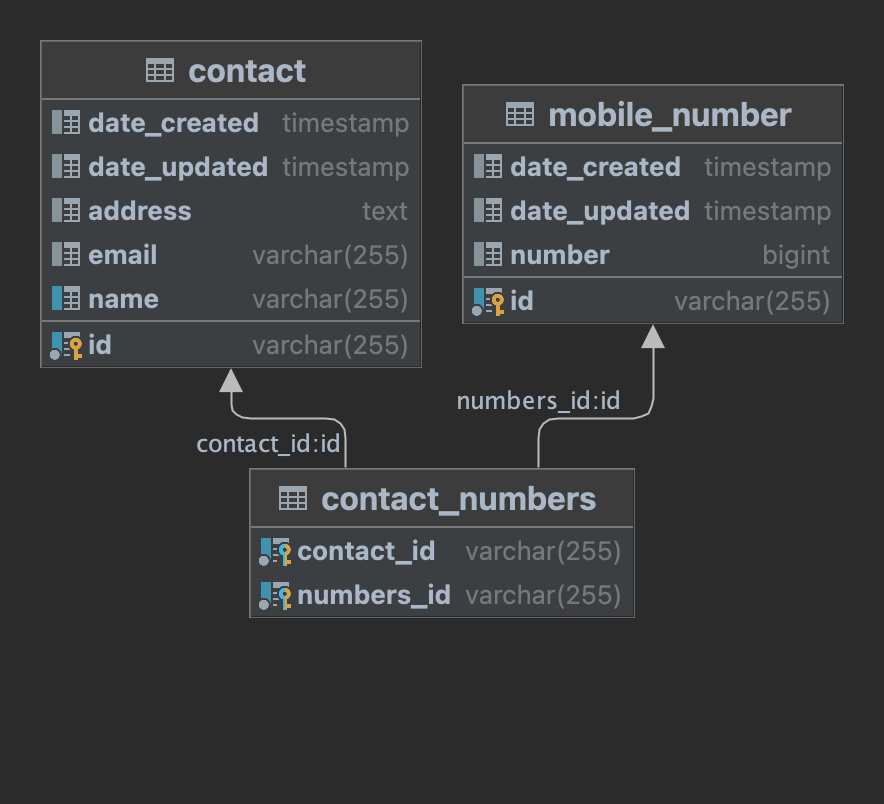 contact
date_created timestamp
date_updated timestamp
address text
email varchar(255)
name varchar(255)
id varchar(255)
mobile_number
date_created timestamp
date_updated timestamp
number bigint
id varchar(255)
numbers_id:id
contact_id:id
contact_numbers
contact_id varchar(255)
numbers_id varchar(255)